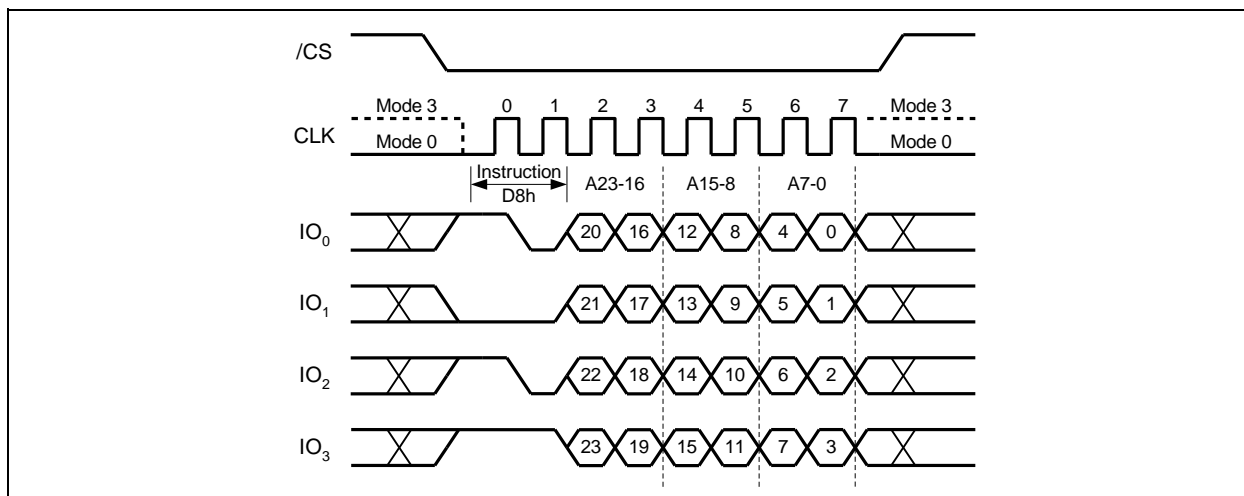 /CS
Mode 3 0 1 2 3 4 5 6 7 Mode 3
CLK Mode 0 Mode 0
Instruction A23-16 A15-8 A7-0
D8h
IO0 20 16 12 8 4 0
IO1 21 17 13 9 5 1
IO2 22 18 14 10 6 2
IO3 23 19 15 11 7 3